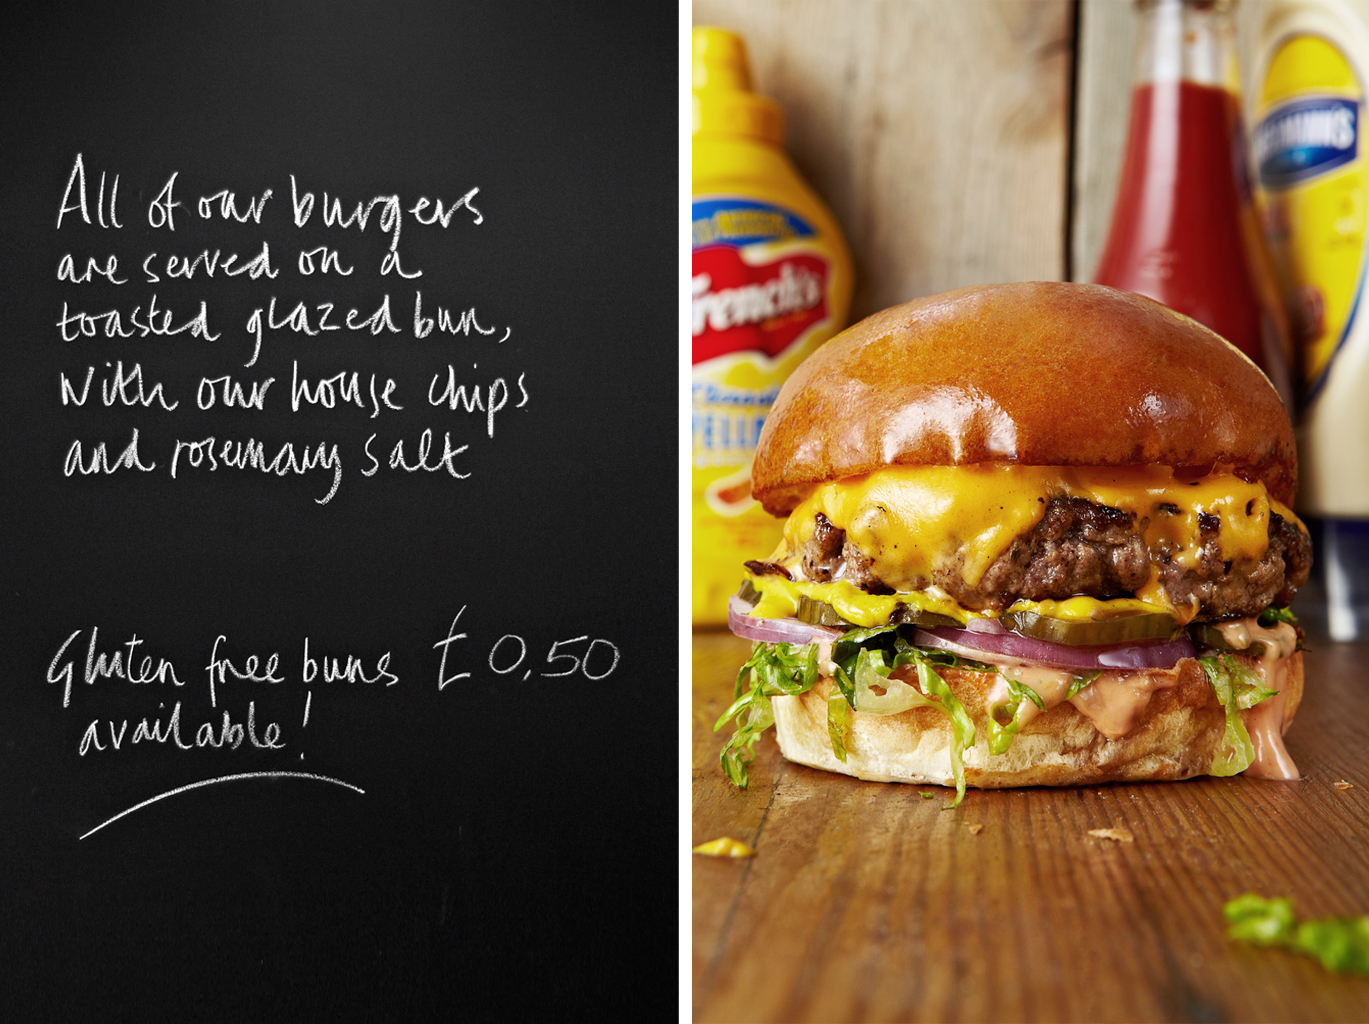 All of our burgers
are served on a
toasted glazed bun,
with our house chips
and rosemary salt
Gluten free buns £0.50
available!
French's